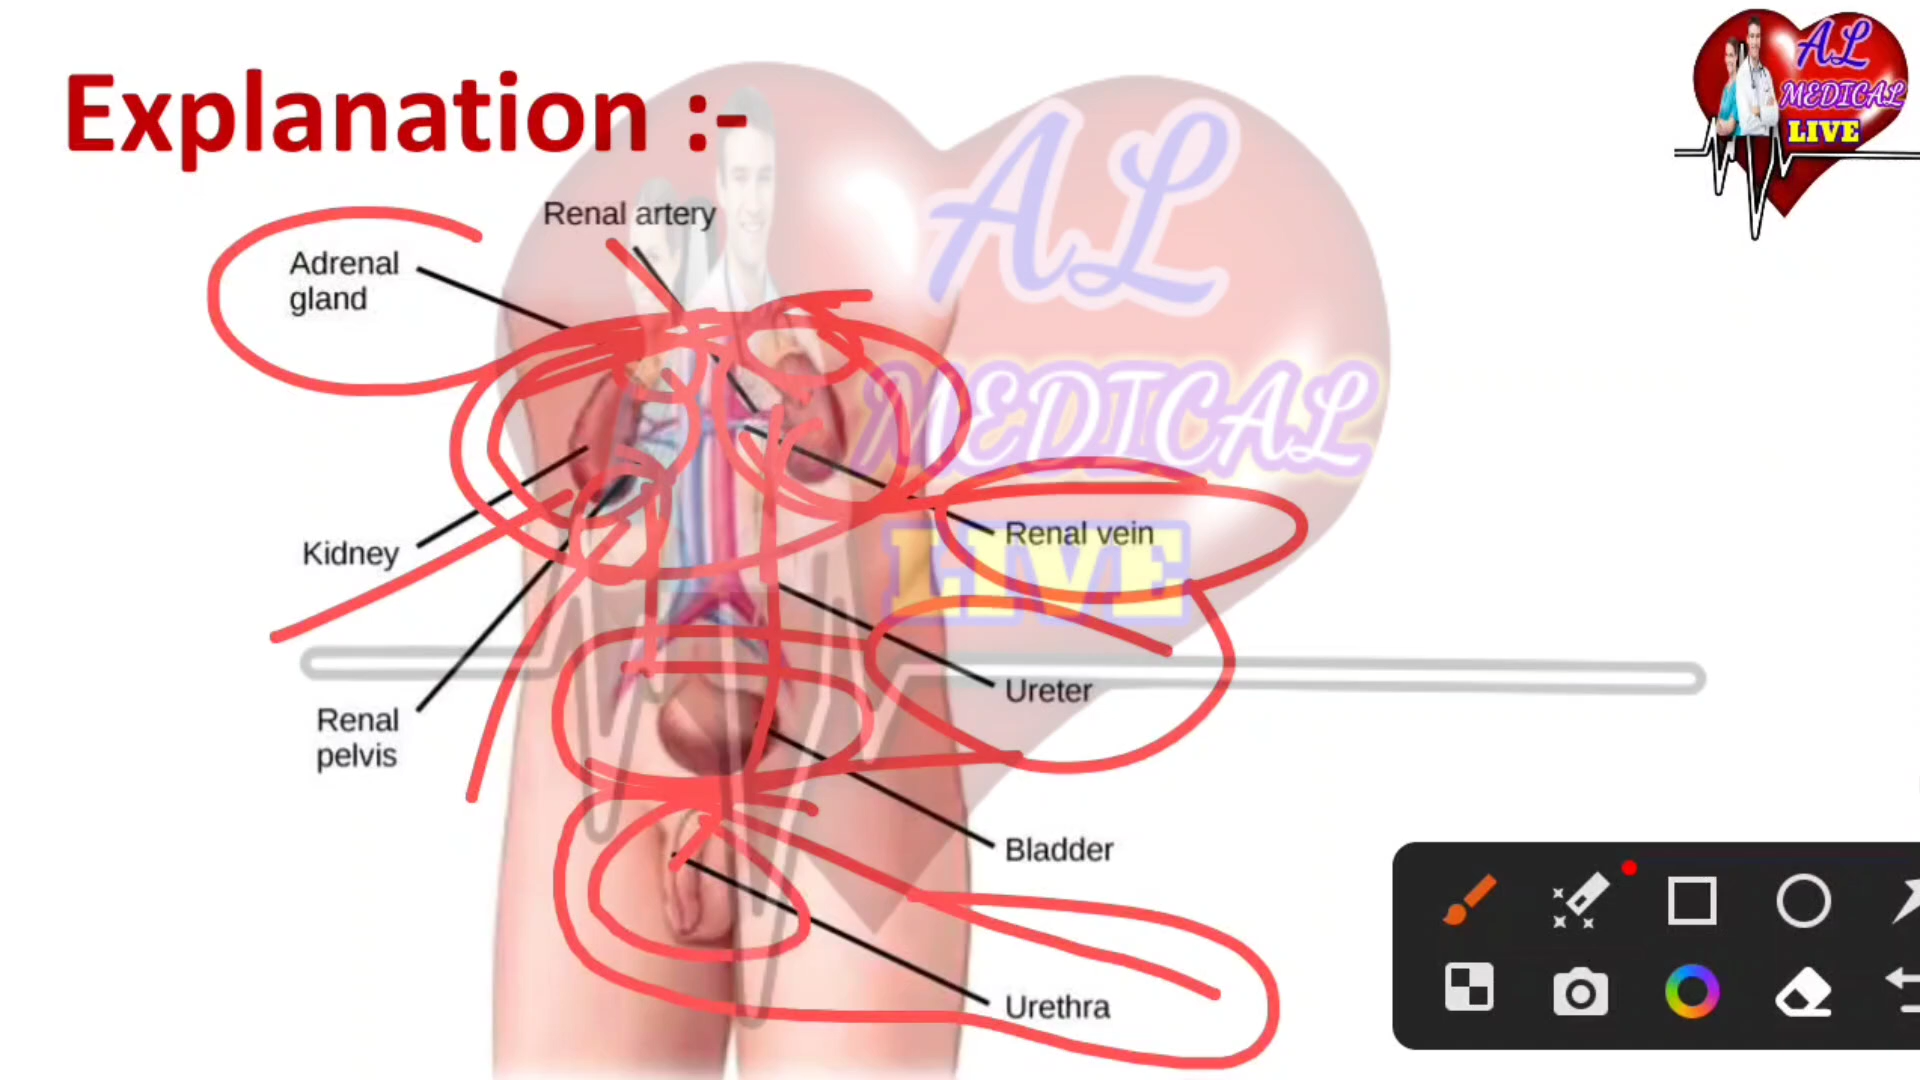 Explanation :-
AL
MEDICAL
LIVE
Renal artery
Adrenal
gland
AL
MEDICAL
LIVE
Renal vein
Kidney
Ureter
Renal
pelvis
Bladder
Urethra